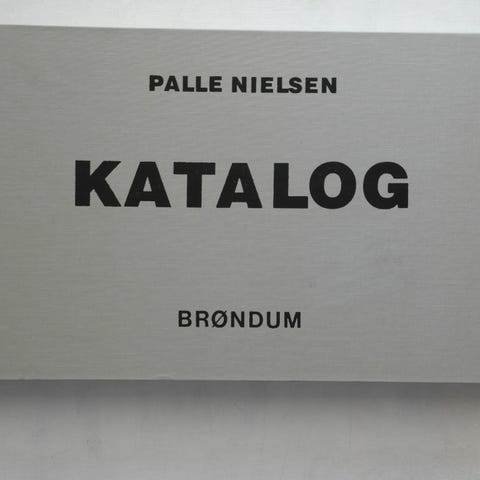 PALLE NIELSEN
KATALOG
BRØNDUM